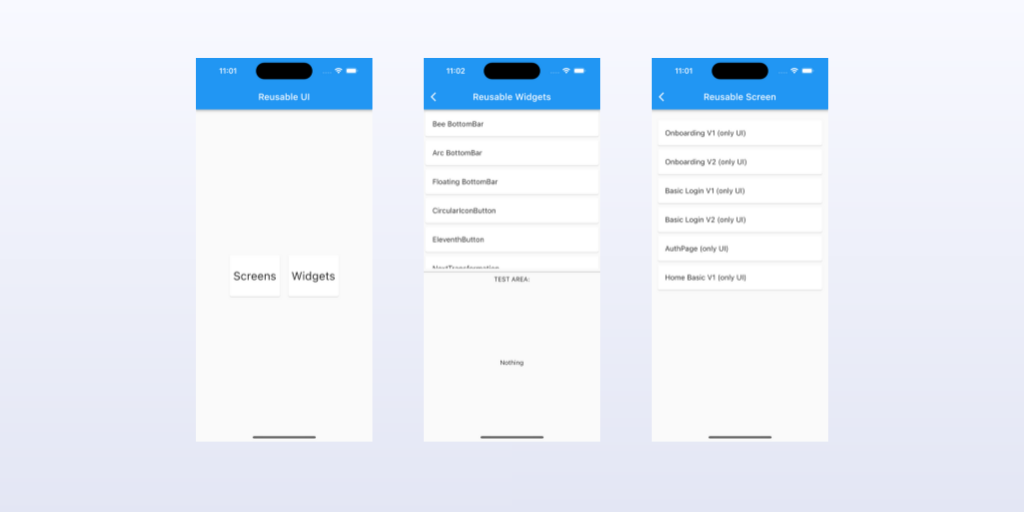 11:01
Reusable UI
Screens
Widgets
11:02
Reusable Widgets
Bee BottomBar
Arc BottomBar
Floating BottomBar
CircularIconButton
EleventhButton
NextTransformation
TEST AREA:
Nothing
11:01
Reusable Screen
Onboarding V1 (only UI)
Onboarding V2 (only UI)
Basic Login V1 (only UI)
Basic Login V2 (only UI)
AuthPage (only UI)
Home Basic V1 (only UI)